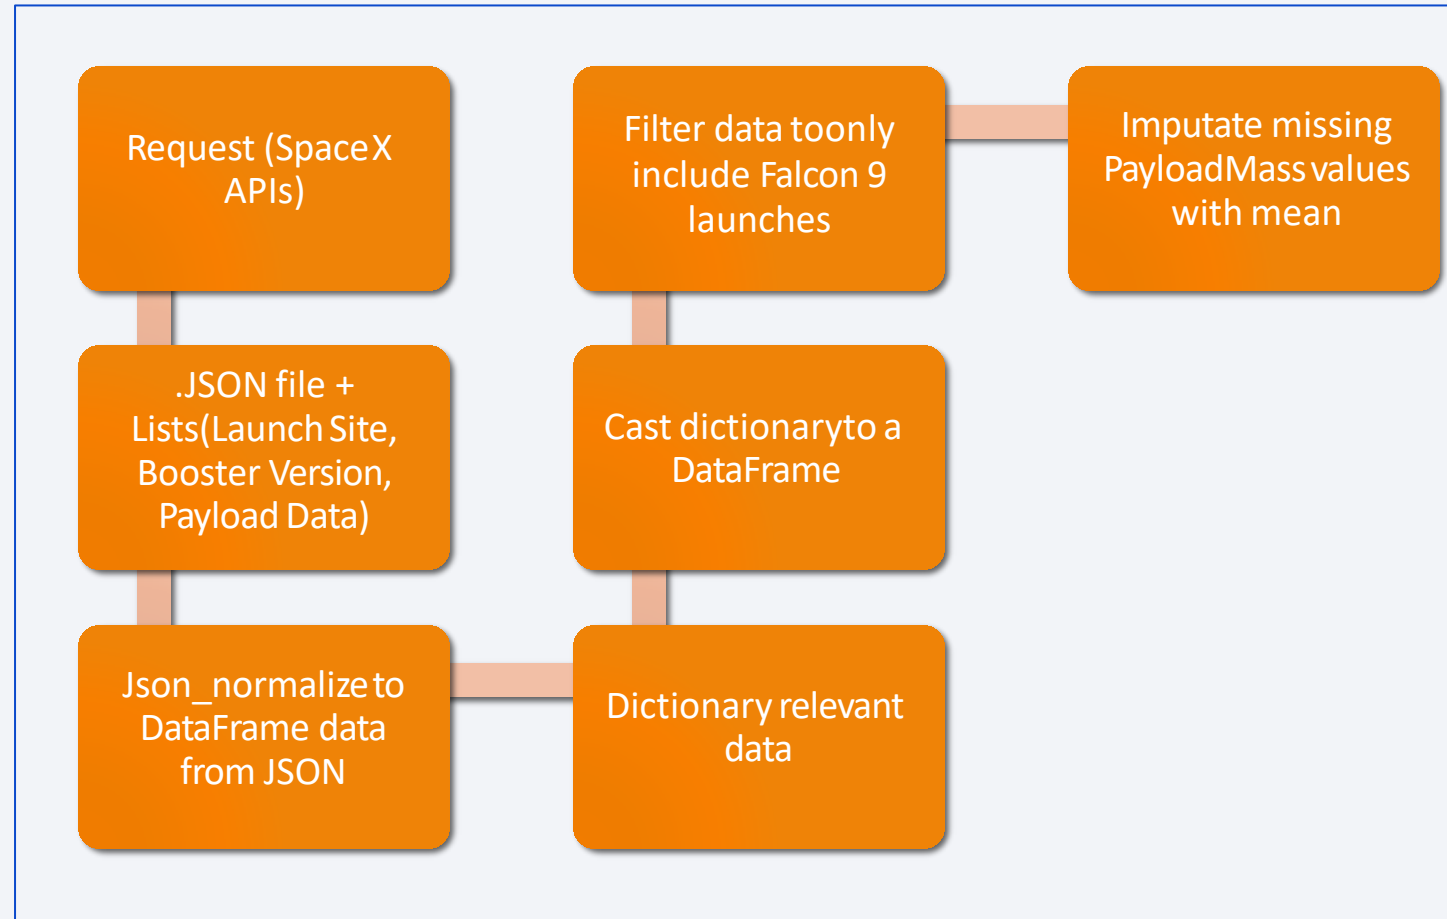 Request (SpaceX
APIs)
.JSON file +
Lists(Launch Site,
Booster Version,
Payload Data)
Json_normalize to
DataFrame data
from JSON
Dictionary relevant
data
Cast dictionaryto a
DataFrame
Filter data toonly
include Falcon 9
launches
Imputate missing
PayloadMass values
with mean